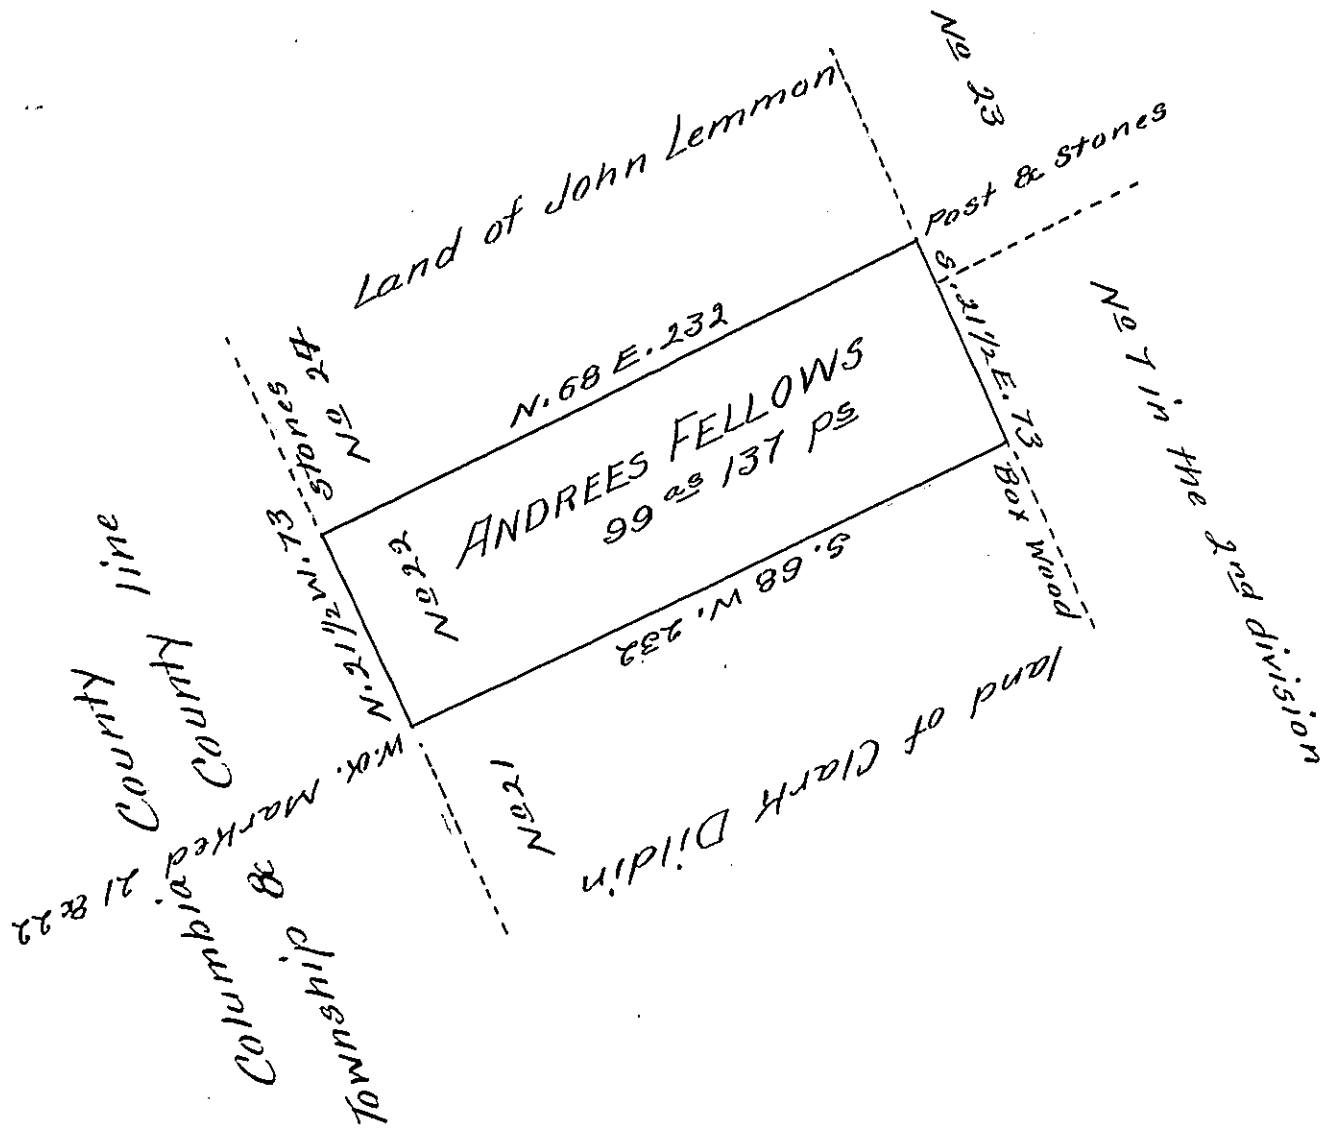 No 23
Land of John Lemmon
Post & Stones
Stones
No 24
N. 68 E. 232
S. 21 1/2 E. 73
No 7 in the 2nd division
ANDREES FELLOWS
99 as 137 ps
No 22
N. 21 1/2 W. 73
S. 68 W. 232
Box Wood
land of Clark Dildin
No 21
W.O. Marked 21 & 22
Columbia County
Township & County line